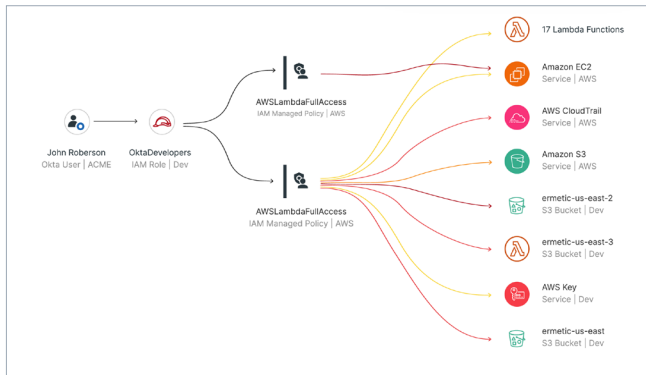 17 Lambda Functions
Amazon EC2
Service | AWS
AWSLambdaFullAccess
IAM Managed Policy | AWS
AWS CloudTrail
Service | AWS
John Roberson
Okta User | ACME
OktaDevelopers
IAM Role | Dev
Amazon S3
Service | AWS
AWSLambdaFullAccess
IAM Managed Policy | AWS
ermetic-us-east-2
S3 Bucket | Dev
ermetic-us-east-3
S3 Bucket | Dev
AWS Key
Service | Dev
ermetic-us-east
S3 Bucket | Dev